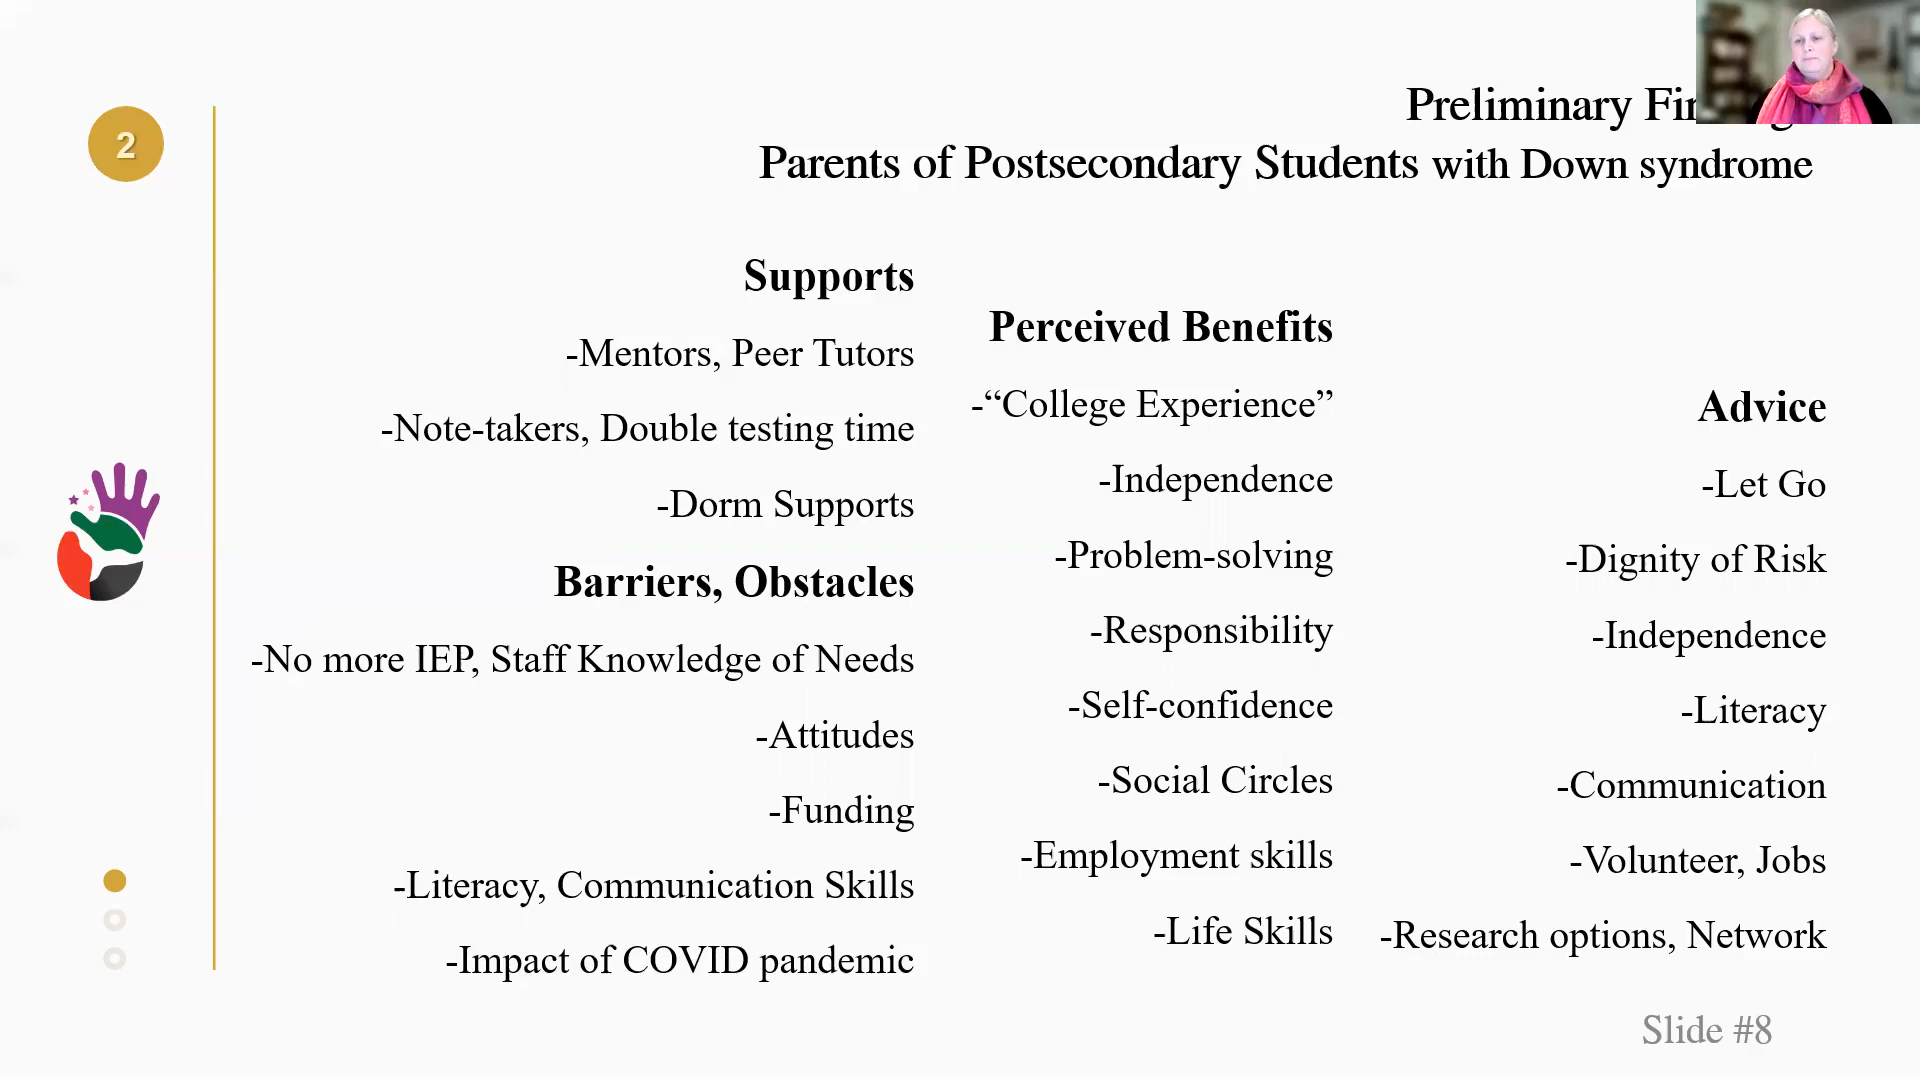 2
Preliminary
Parents of Postsecondary Students with Down syndrome
Supports
-Mentors, Peer Tutors
-Note-takers, Double testing time
-Dorm Supports
Barriers, Obstacles
-No more IEP, Staff Knowledge of Needs
-Attitudes
-Funding
-Literacy, Communication Skills
-Impact of COVID pandemic
Perceived Benefits
-“College Experience”
-Independence
-Problem-solving
-Responsibility
-Self-confidence
-Social Circles
-Employment skills
-Life Skills
Advice
-Let Go
-Dignity of Risk
-Independence
-Literacy
-Communication
-Volunteer, Jobs
-Research options, Network
Slide #8